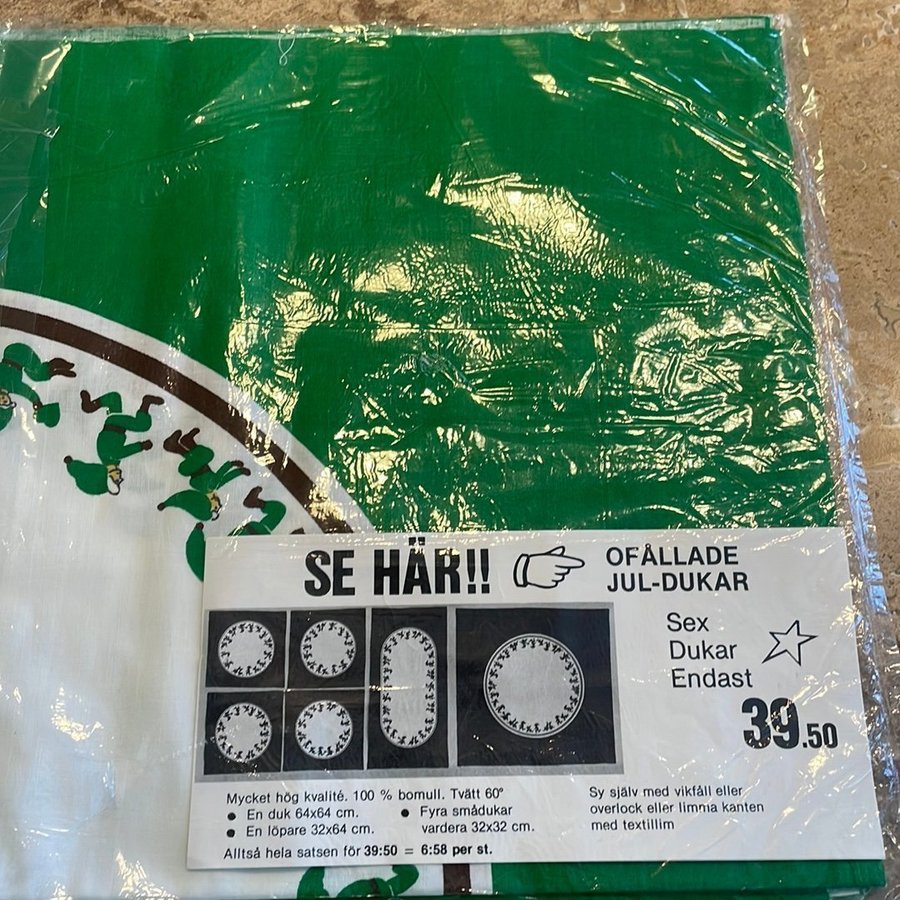 SE HÄR!!
OFÅLLADE
JUL-DUKAR
Sex
Dukar
Endast
39.50
Mycket hög kvalité. 100 % bomull. Tvätt 60°
● En duk 64x64 cm.
● En löpare 32x64 cm.
● Fyra smådukar
vardera 32x32 cm.
Alltså hela satsen för 39:50 = 6:58 per st.
Sy själv med vikfåll eller
overlock eller limma kanten
med textillim